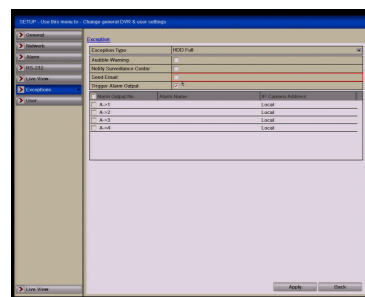 SETUP - Use this menu to - Change general DVR & user settings
General
Network
Alarm
RS-232
Live View
Exceptions
User
Exception
Exception Type HDD Full
Audible Warning
Notify Surveillance Center
Send Email
Trigger Alarm Output
Alarm Output No. Alarm Name IP Camera Address
A->1 Local
A->2 Local
A->3 Local
A->4 Local
Live View
Apply Back